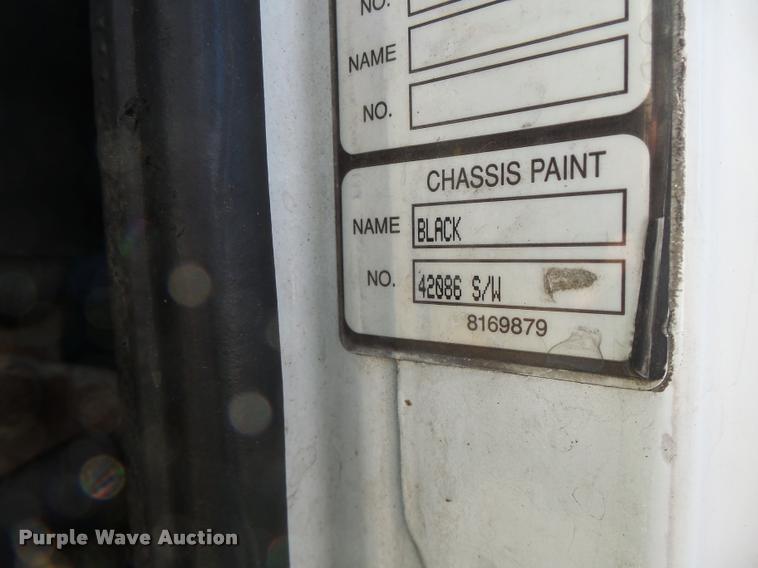 NO.
NAME
NO.
CHASSIS PAINT
NAME BLACK
NO. 42086 S/W
8169879
Purple Wave Auction